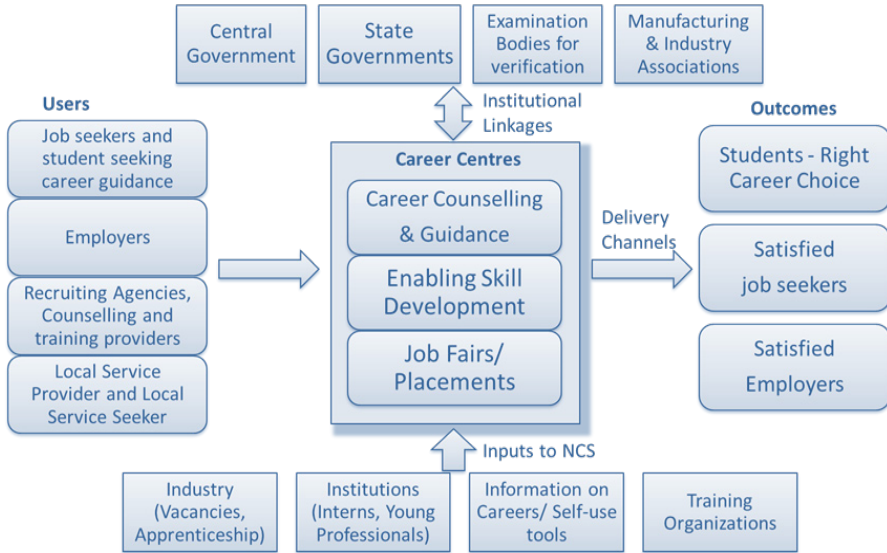 Central
Government
State
Governments
Examination
Bodies for
verification
Manufacturing
& Industry
Associations
Institutional
Linkages
Users
Job seekers and
student seeking
career guidance
Employers
Recruiting Agencies,
Counselling and
training providers
Local Service
Provider and Local
Service Seeker
Career Centres
Career Counselling
& Guidance
Enabling Skill
Development
Job Fairs/
Placements
Delivery
Channels
Outcomes
Students - Right
Career Choice
Satisfied
job seekers
Satisfied
Employers
Inputs to NCS
Industry
(Vacancies,
Apprenticeship)
Institutions
(Interns, Young
Professionals)
Information on
Careers/ Self-use
tools
Training
Organizations